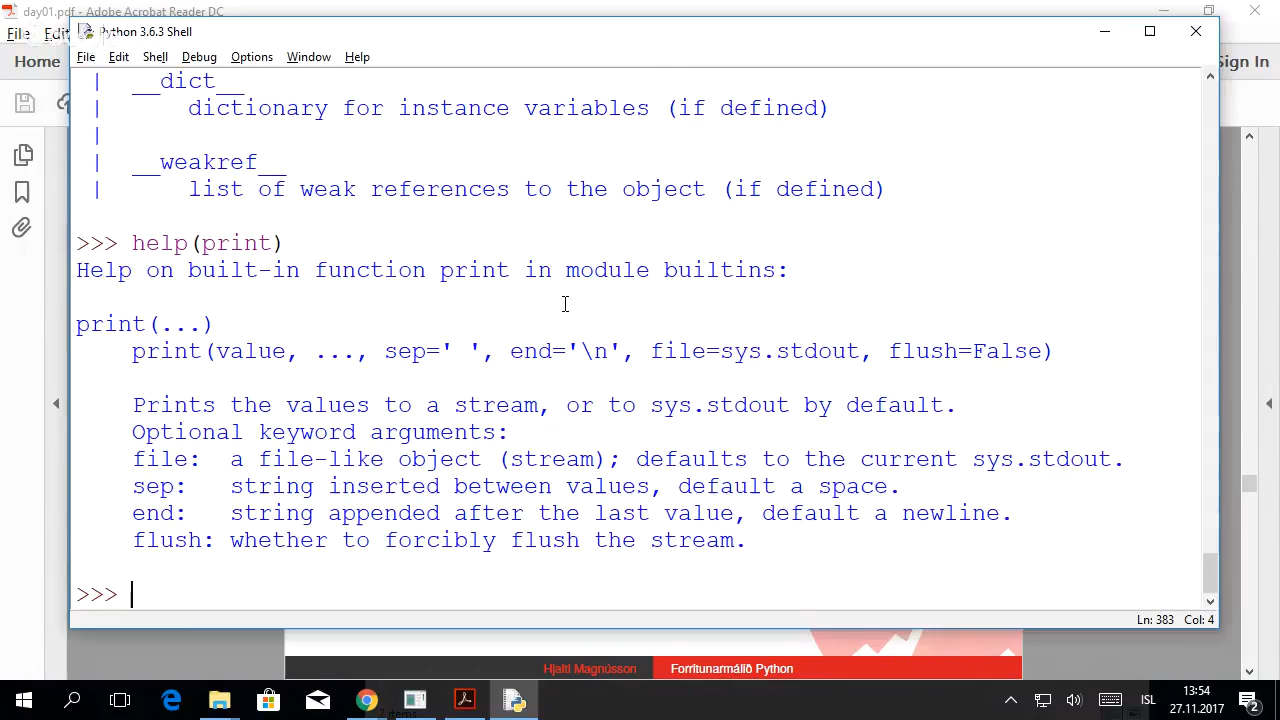 day01.pdf - Adobe Acrobat Reader DC
File Edit
Home
Sign In
Python 3.6.3 Shell
File Edit Shell Debug Options Window Help
| __dict__
| dictionary for instance variables (if defined)
|
| __weakref__
| list of weak references to the object (if defined)
>>> help(print)
Help on built-in function print in module builtins:
print(...)
print(value, ..., sep=' ', end='\n', file=sys.stdout, flush=False)
Prints the values to a stream, or to sys.stdout by default.
Optional keyword arguments:
file: a file-like object (stream); defaults to the current sys.stdout.
sep: string inserted between values, default a space.
end: string appended after the last value, default a newline.
flush: whether to forcibly flush the stream.
>>>
Ln: 383 Col: 4
Hjalti Magnússon Forritunarmálið Python
2 items
ISL
13:54
27.11.2017
2